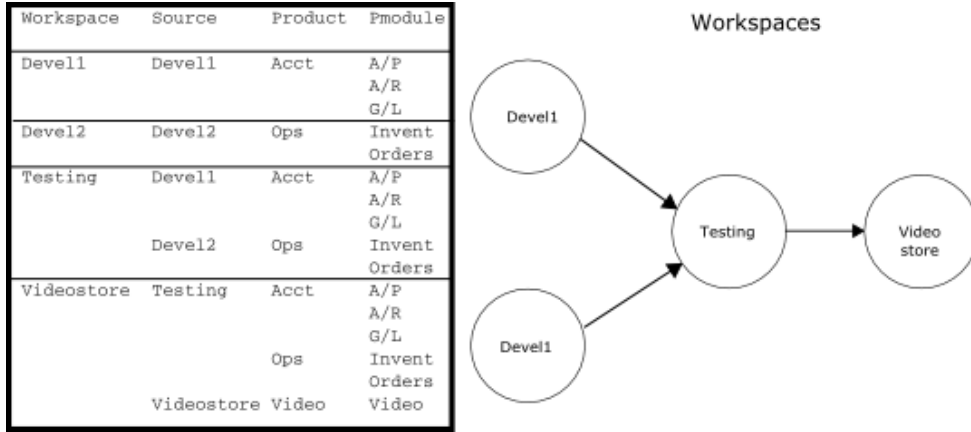 Workspace Source Product Pmodule
Devel1 Devel1 Acct A/P
A/R
G/L
Devel2 Devel2 Ops Invent
Orders
Testing Devel1 Acct A/P
A/R
G/L
Devel2 Ops Invent
Orders
Videostore Testing Acct A/P
A/R
G/L
Ops Invent
Orders
Videostore Video Video
Workspaces
Devel1
Testing
Video
store
Devel1